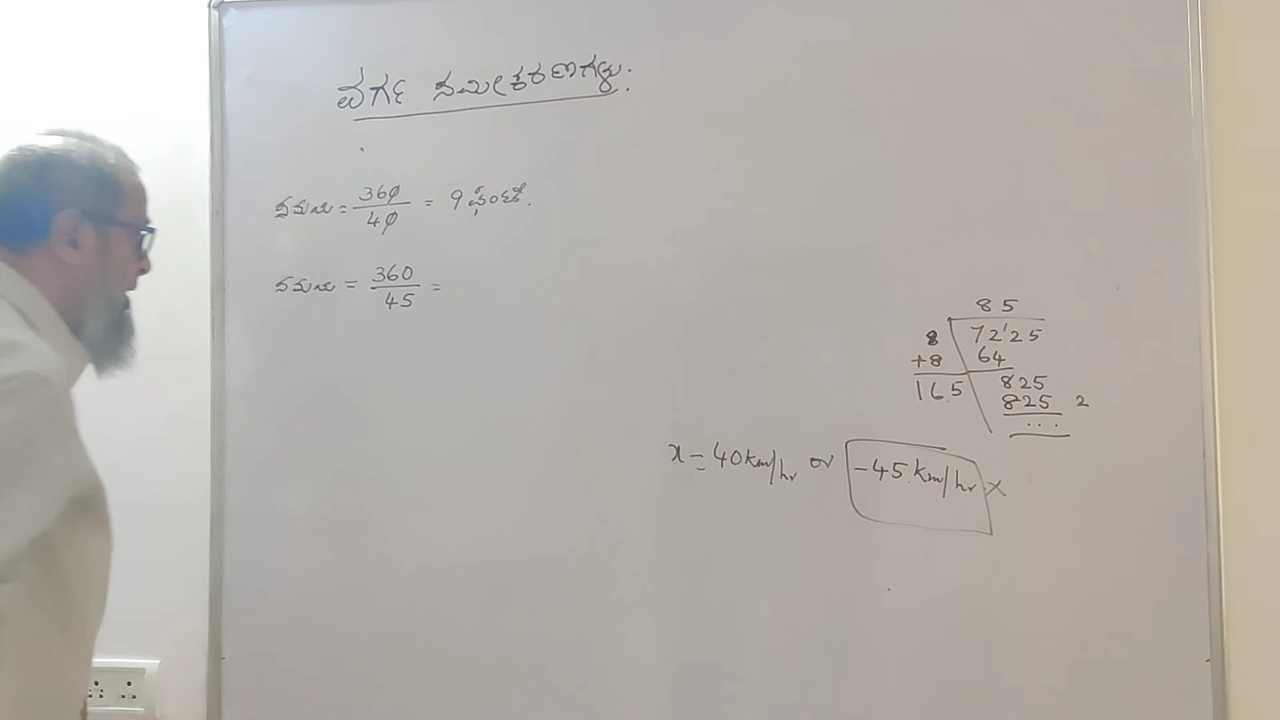 ವರ್ಗ ಸಮೀಕರಣಗಳು.
ಸಮಯ = 360/40 = 9 ಘಂಟೆ.
ಸಮಯ = 360/45 =
85
8 72'25
+8 64
165 825
825 2
...
x = 40 km/hr or -45 km/hr ×